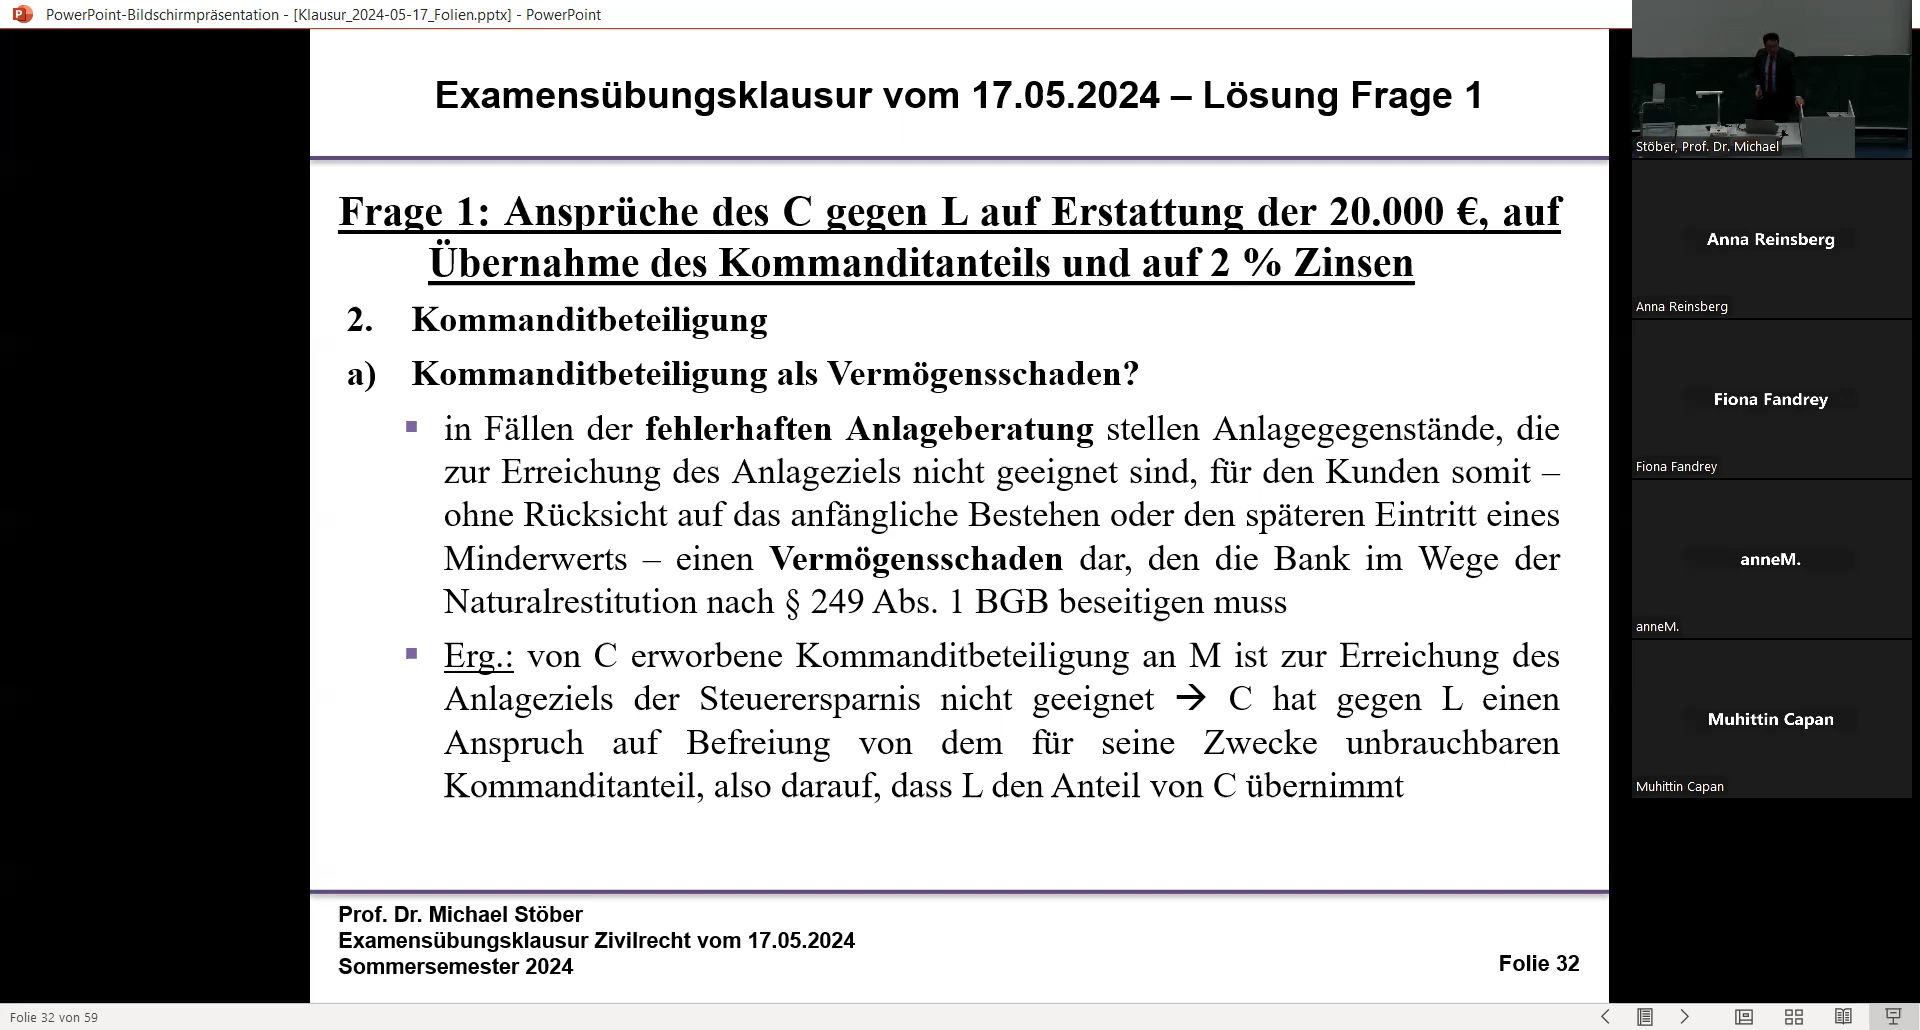 PowerPoint-Bildschirmpräsentation - [Klausur_2024-05-17_Folien.pptx] - PowerPoint
Examensübungsklausur vom 17.05.2024 – Lösung Frage 1
Frage 1: Ansprüche des C gegen L auf Erstattung der 20.000 €, auf
Übernahme des Kommanditanteils und auf 2 % Zinsen
2. Kommanditbeteiligung
a) Kommanditbeteiligung als Vermögensschaden?
▪ in Fällen der fehlerhaften Anlageberatung stellen Anlagegegenstände, die
zur Erreichung des Anlageziels nicht geeignet sind, für den Kunden somit –
ohne Rücksicht auf das anfängliche Bestehen oder den späteren Eintritt eines
Minderwerts – einen Vermögensschaden dar, den die Bank im Wege der
Naturalrestitution nach § 249 Abs. 1 BGB beseitigen muss
▪ Erg.: von C erworbene Kommanditbeteiligung an M ist zur Erreichung des
Anlageziels der Steuerersparnis nicht geeignet → C hat gegen L einen
Anspruch auf Befreiung von dem für seine Zwecke unbrauchbaren
Kommanditanteil, also darauf, dass L den Anteil von C übernimmt
Prof. Dr. Michael Stöber
Examensübungsklausur Zivilrecht vom 17.05.2024
Sommersemester 2024
Folie 32
Stöber, Prof. Dr. Michael
Anna Reinsberg
Anna Reinsberg
Fiona Fandrey
Fiona Fandrey
anneM.
anneM.
Muhittin Capan
Muhittin Capan
Folie 32 von 59